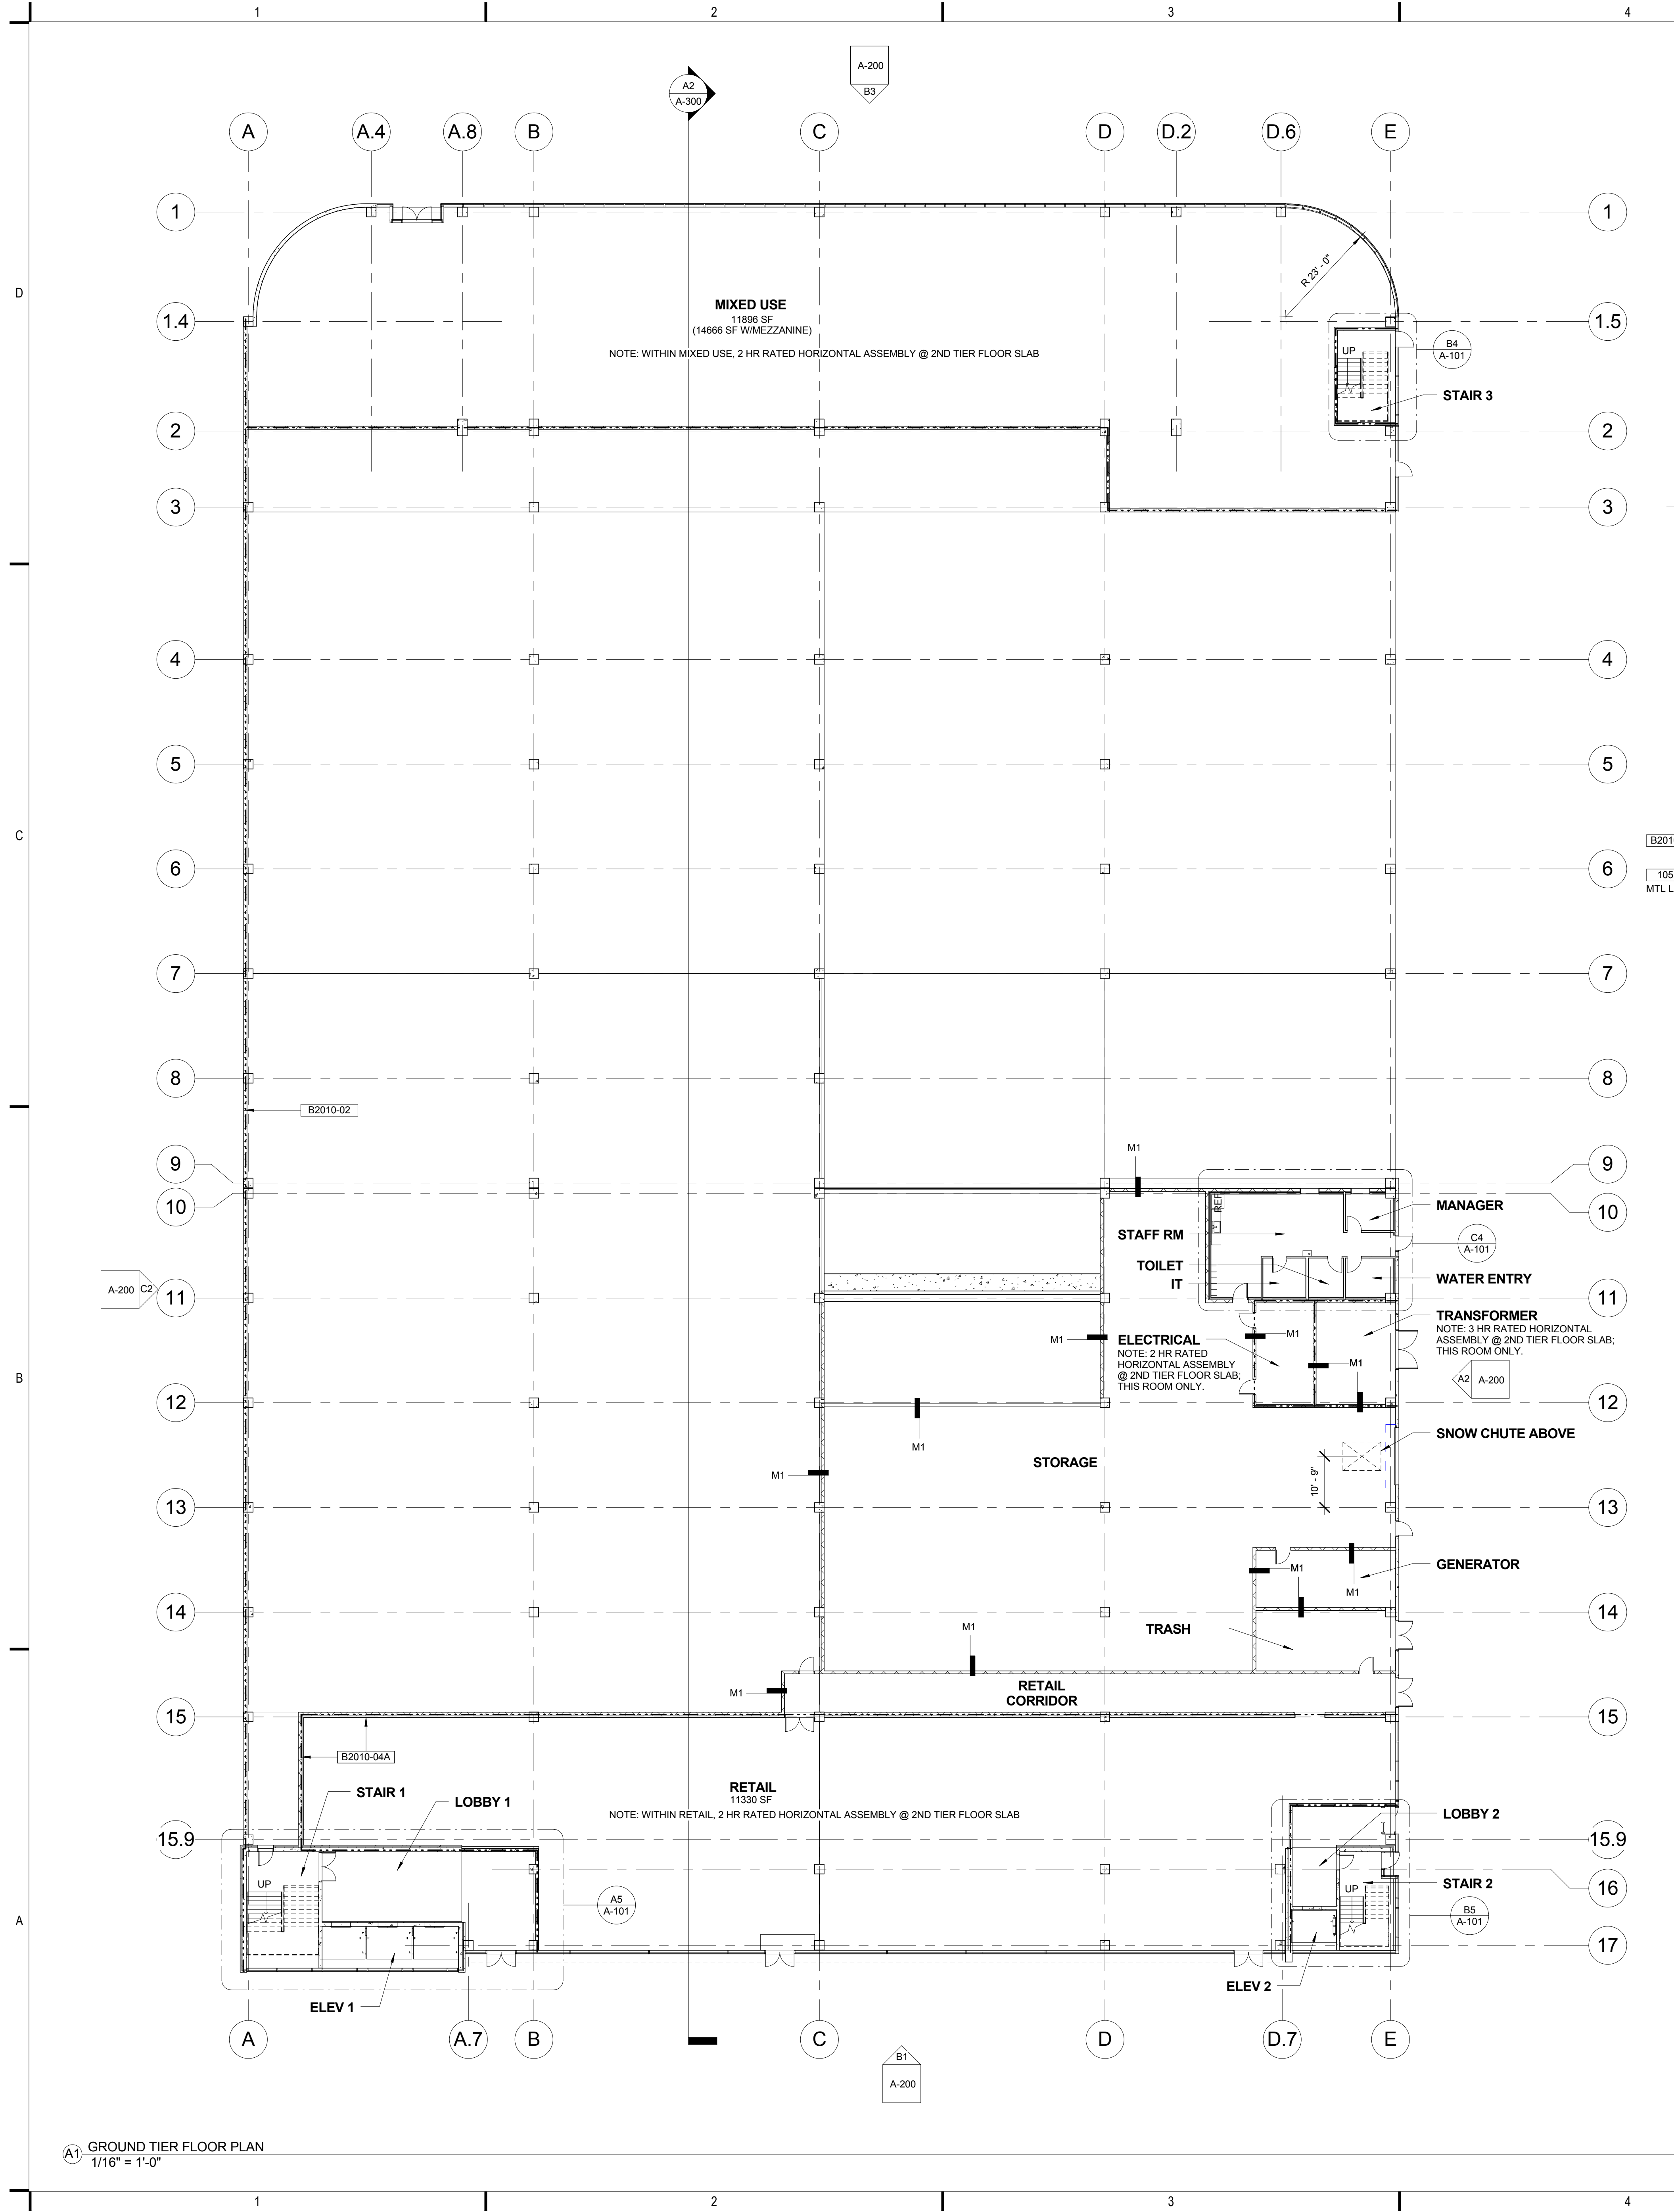 1
2
3
4
A-200
B3
A2
A-300
A
A.4
A.8
B
C
D
D.2
D.6
E
1
1
R 23' - 0"
D
MIXED USE
11896 SF
(14666 SF W/MEZZANINE)
1.4
1.5
NOTE: WITHIN MIXED USE, 2 HR RATED HORIZONTAL ASSEMBLY @ 2ND TIER FLOOR SLAB
UP
B4
A-101
STAIR 3
2
2
3
3
4
4
5
5
C
B201
6
6
105
MTL L
7
7
8
8
B2010-02
M1
9
9
10
10
REF
MANAGER
STAFF RM
C4
A-101
TOILET
IT
WATER ENTRY
A-200
C2
11
11
TRANSFORMER
NOTE: 3 HR RATED HORIZONTAL
ASSEMBLY @ 2ND TIER FLOOR SLAB;
THIS ROOM ONLY.
M1
ELECTRICAL
NOTE: 2 HR RATED
HORIZONTAL ASSEMBLY
@ 2ND TIER FLOOR SLAB;
THIS ROOM ONLY.
M1
M1
B
A2
A-200
12
12
M1
SNOW CHUTE ABOVE
STORAGE
M1
10' - 9"
13
13
GENERATOR
M1
M1
14
14
M1
TRASH
RETAIL
CORRIDOR
M1
15
15
B2010-04A
RETAIL
11330 SF
NOTE: WITHIN RETAIL, 2 HR RATED HORIZONTAL ASSEMBLY @ 2ND TIER FLOOR SLAB
STAIR 1
LOBBY 1
LOBBY 2
15.9
15.9
UP
STAIR 2
UP
16
A5
A-101
B5
A-101
A
17
ELEV 1
ELEV 2
A
A.7
B
C
D
D.7
E
B1
A-200
A1
GROUND TIER FLOOR PLAN
1/16" = 1'-0"
1
2
3
4